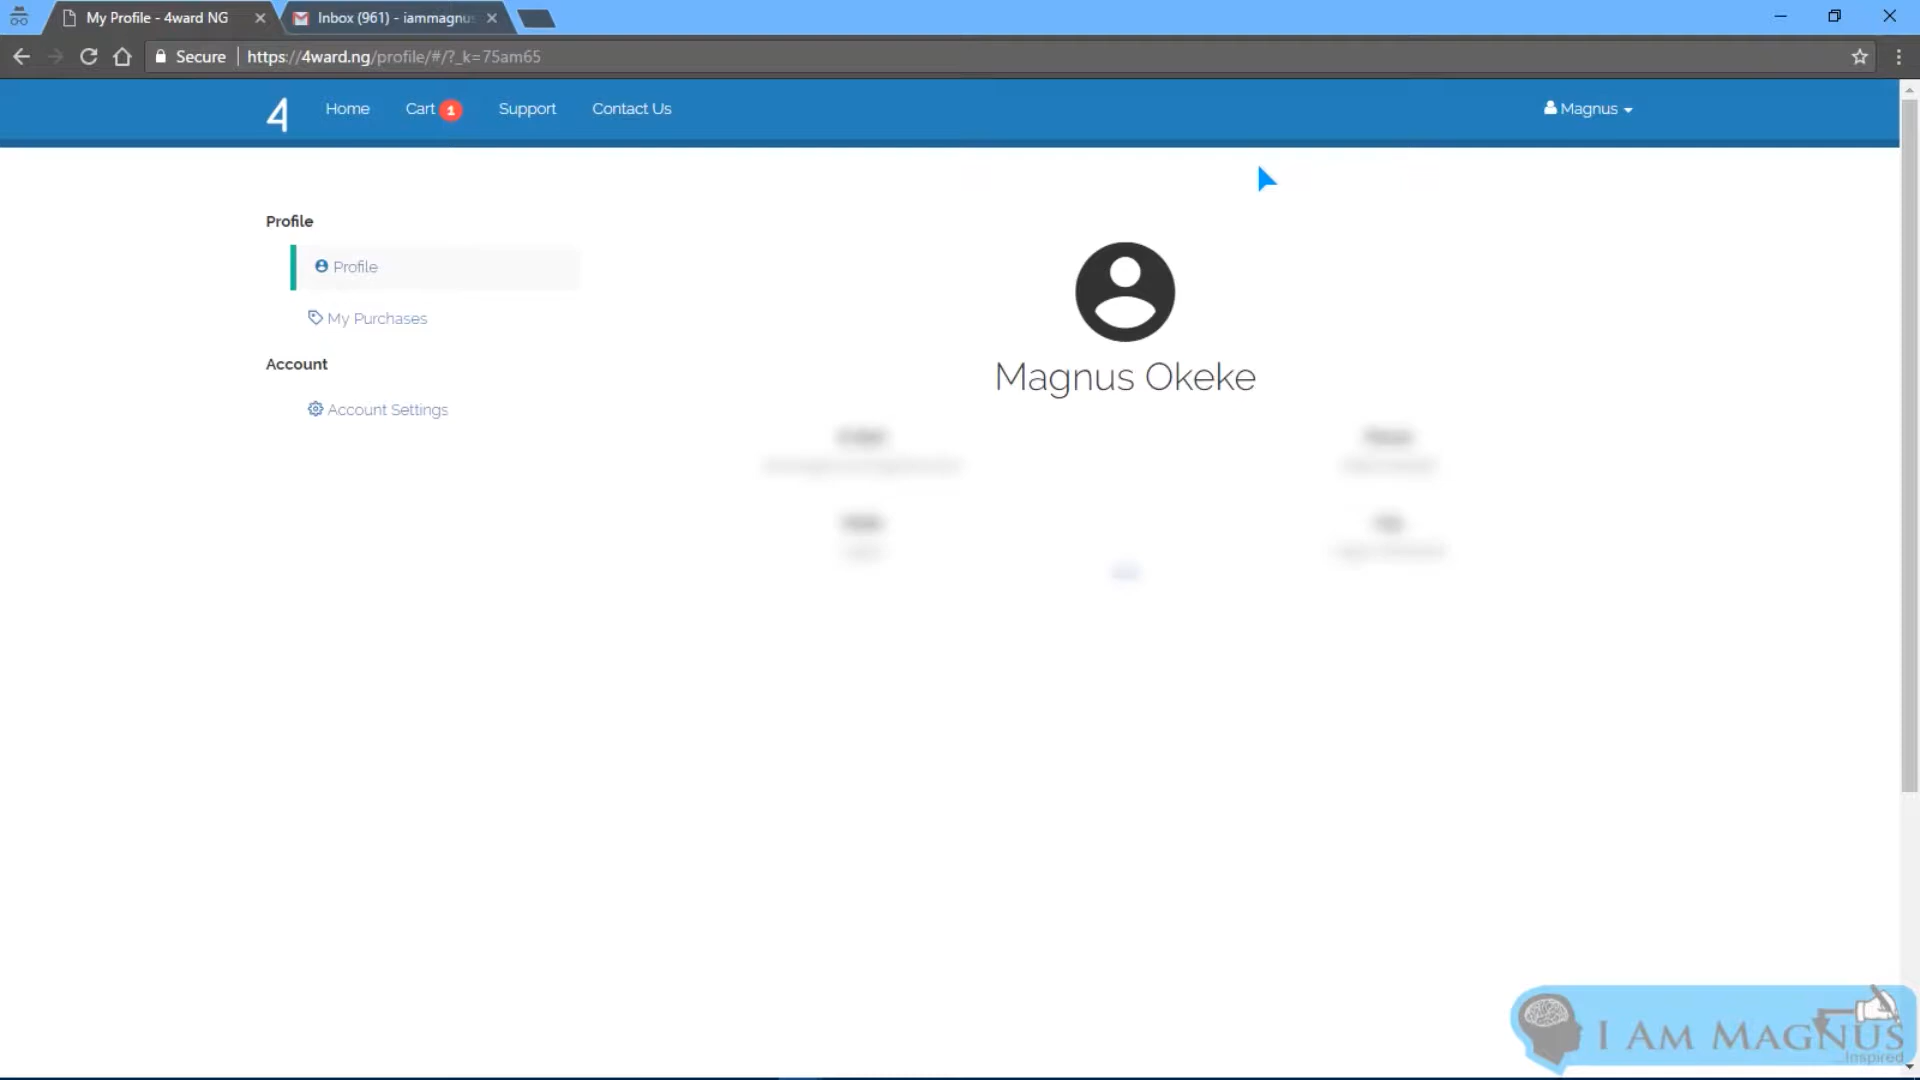 My Profile - 4ward NG
Inbox (961) - iammagnus
Secure
https://4ward.ng/profile/#/?_k=75am65
4 Home Cart 1 Support Contact Us Magnus
Profile
Profile
My Purchases
Account
Account Settings
Magnus Okeke
I AM MAGNUS
...Inspired